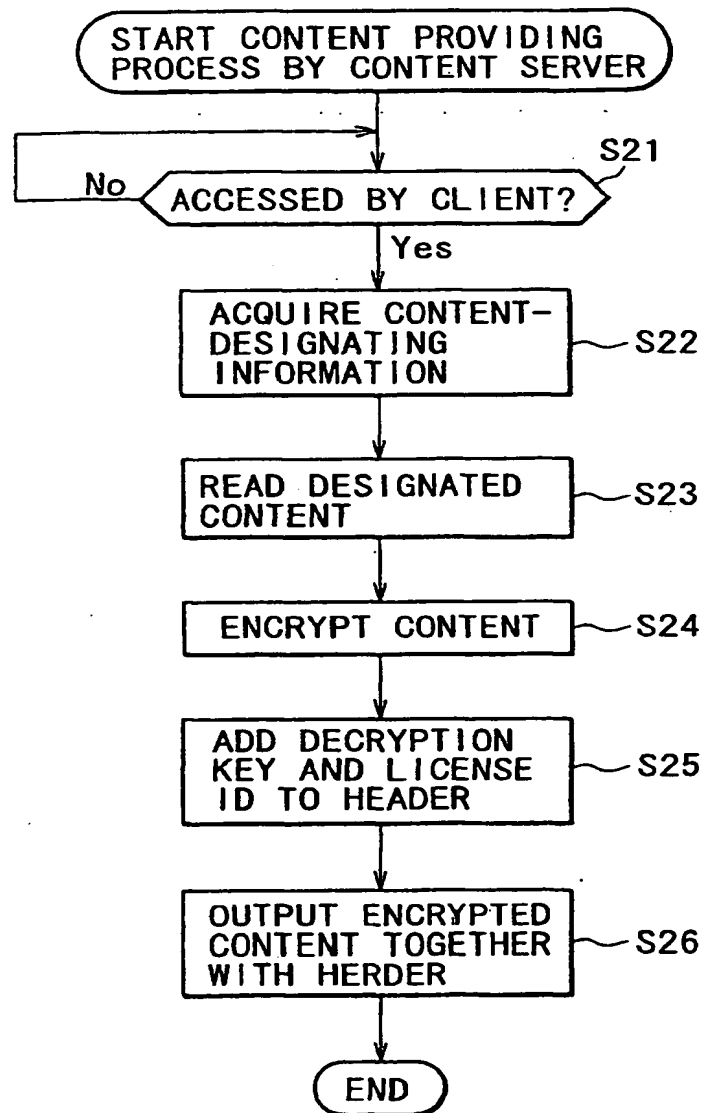 START CONTENT PROVIDING
PROCESS BY CONTENT SERVER
S21
No
ACCESSED BY CLIENT?
Yes
ACQUIRE CONTENT-
DESIGNATING
INFORMATION
S22
READ DESIGNATED
CONTENT
S23
ENCRYPT CONTENT
S24
ADD DECRYPTION
KEY AND LICENSE
ID TO HEADER
S25
OUTPUT ENCRYPTED
CONTENT TOGETHER
WITH HERDER
S26
END